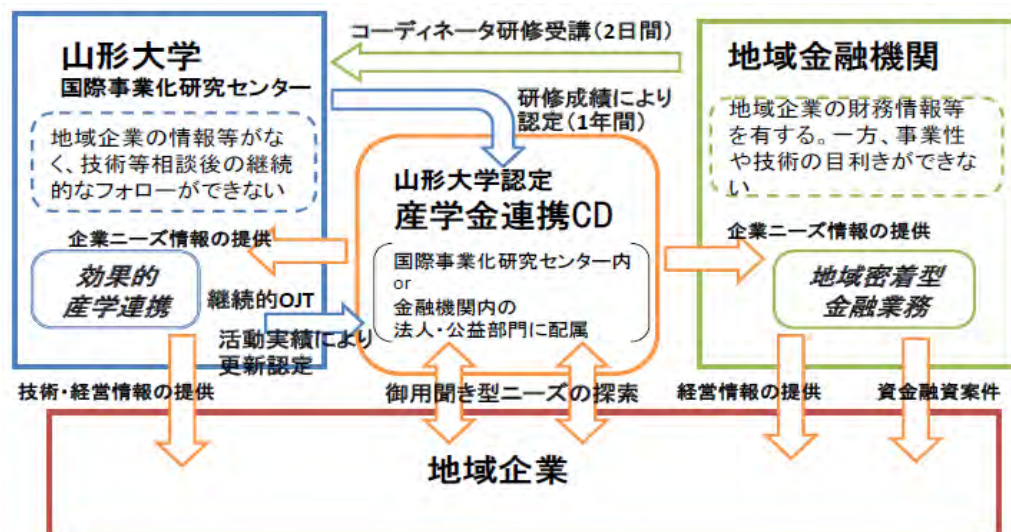 コーディネータ研修受講（2日間）
山形大学
国際事業化研究センター
地域企業の情報等がな
く、技術等相談後の継続
的なフォローができない
研修成績により
認定（1年間）
地域金融機関
地域企業の財務情報等
を有する。一方、事業性
や技術の目利きができな
い
山形大学認定
産学金連携CD
国際事業化研究センター内
or
金融機関内の
法人・公益部門に配属
企業ニーズ情報の提供
効果的
産学連携
継続的OJT
活動実績により
更新認定
企業ニーズ情報の提供
地域密着型
金融業務
技術・経営情報の提供
御用聞き型ニーズの探索
経営情報の提供
資金融資案件
地域企業